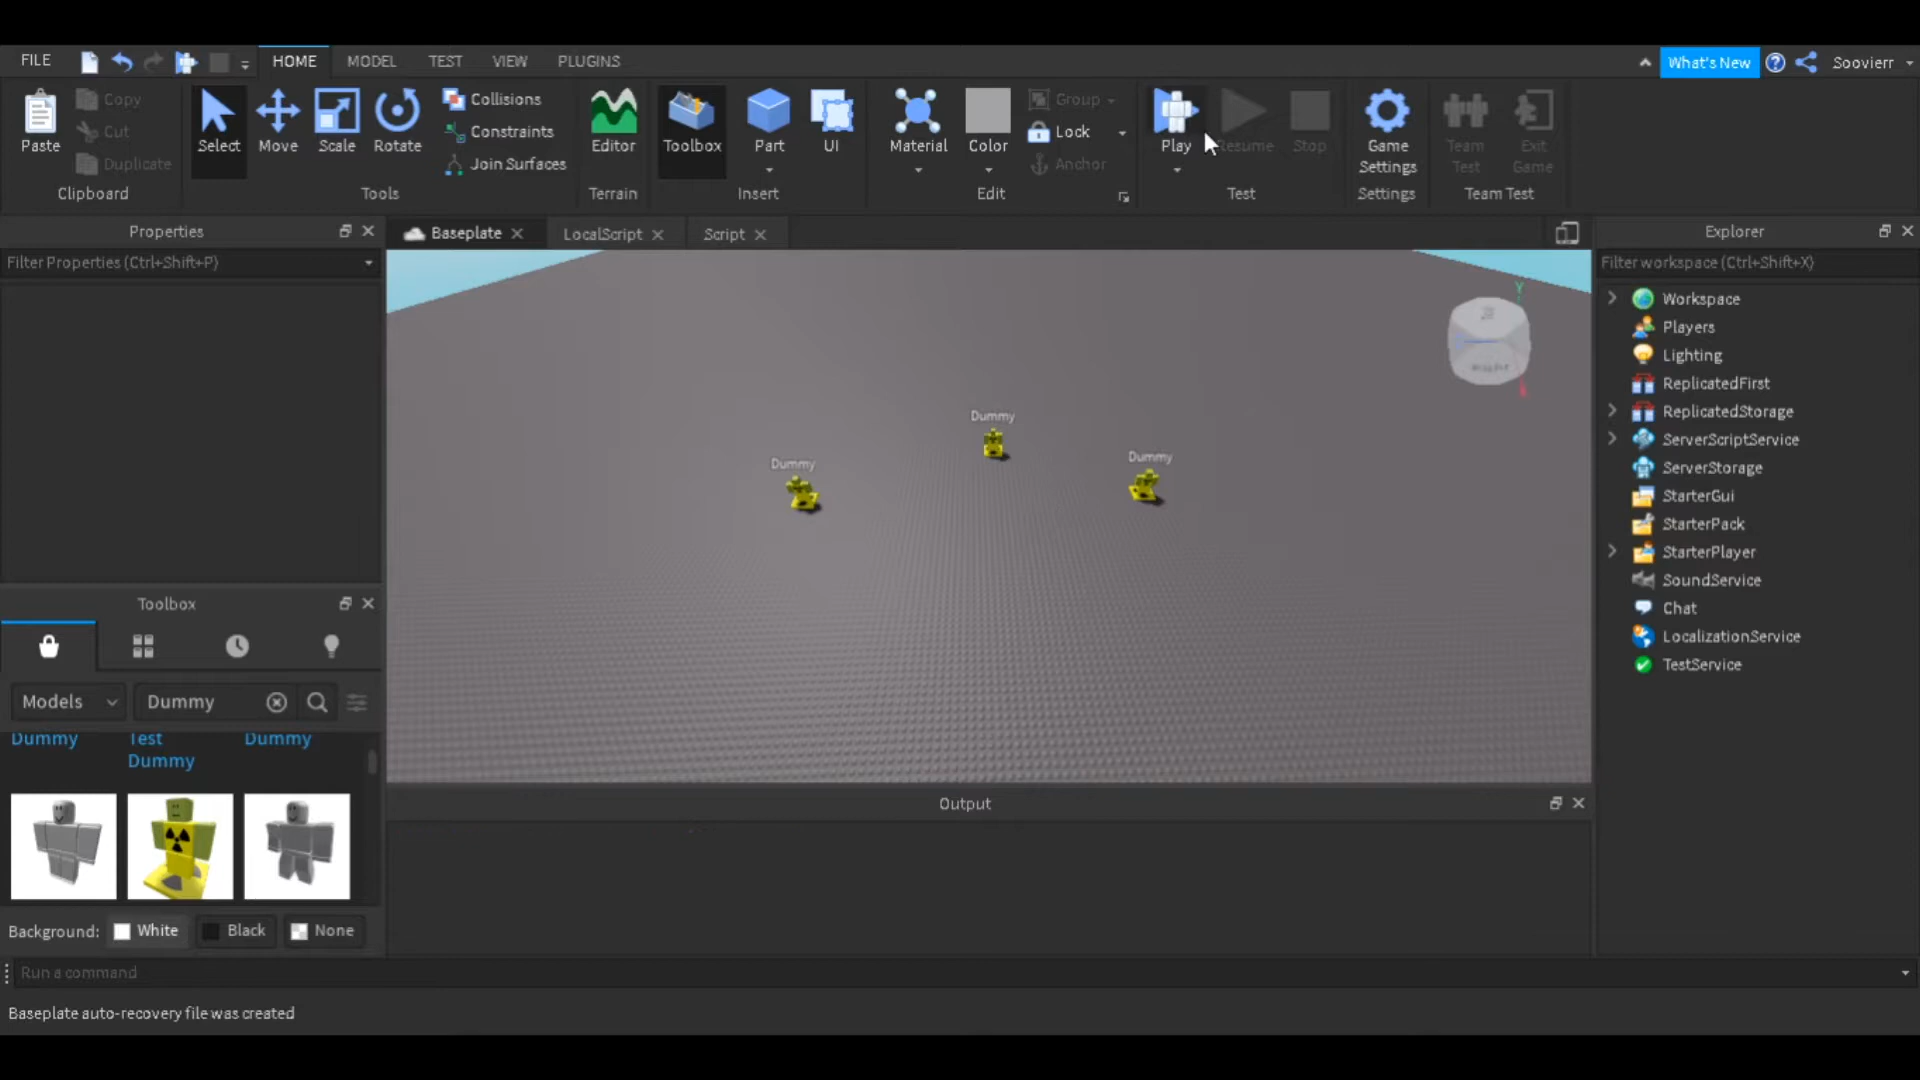 FILE
HOME
MODEL
TEST
VIEW
PLUGINS
What's New
Soovierr
Paste
Copy
Cut
Duplicate
Clipboard
Select
Move
Scale
Rotate
Collisions
Constraints
Join Surfaces
Tools
Editor
Terrain
Toolbox
Part
UI
Insert
Material
Color
Group
Lock
Anchor
Edit
Play
Resume
Stop
Test
Game
Settings
Settings
Team
Test
Exit
Game
Team Test
Properties
Filter Properties (Ctrl+Shift+P)
Baseplate
LocalScript
Script
Explorer
Filter workspace (Ctrl+Shift+X)
Workspace
Players
Lighting
ReplicatedFirst
ReplicatedStorage
ServerScriptService
ServerStorage
StarterGui
StarterPack
StarterPlayer
SoundService
Chat
LocalizationService
TestService
Y
Dummy
Dummy
Dummy
Toolbox
Models
Dummy
Dummy
Test
Dummy
Dummy
Background:
White
Black
None
Output
Run a command
Baseplate auto-recovery file was created